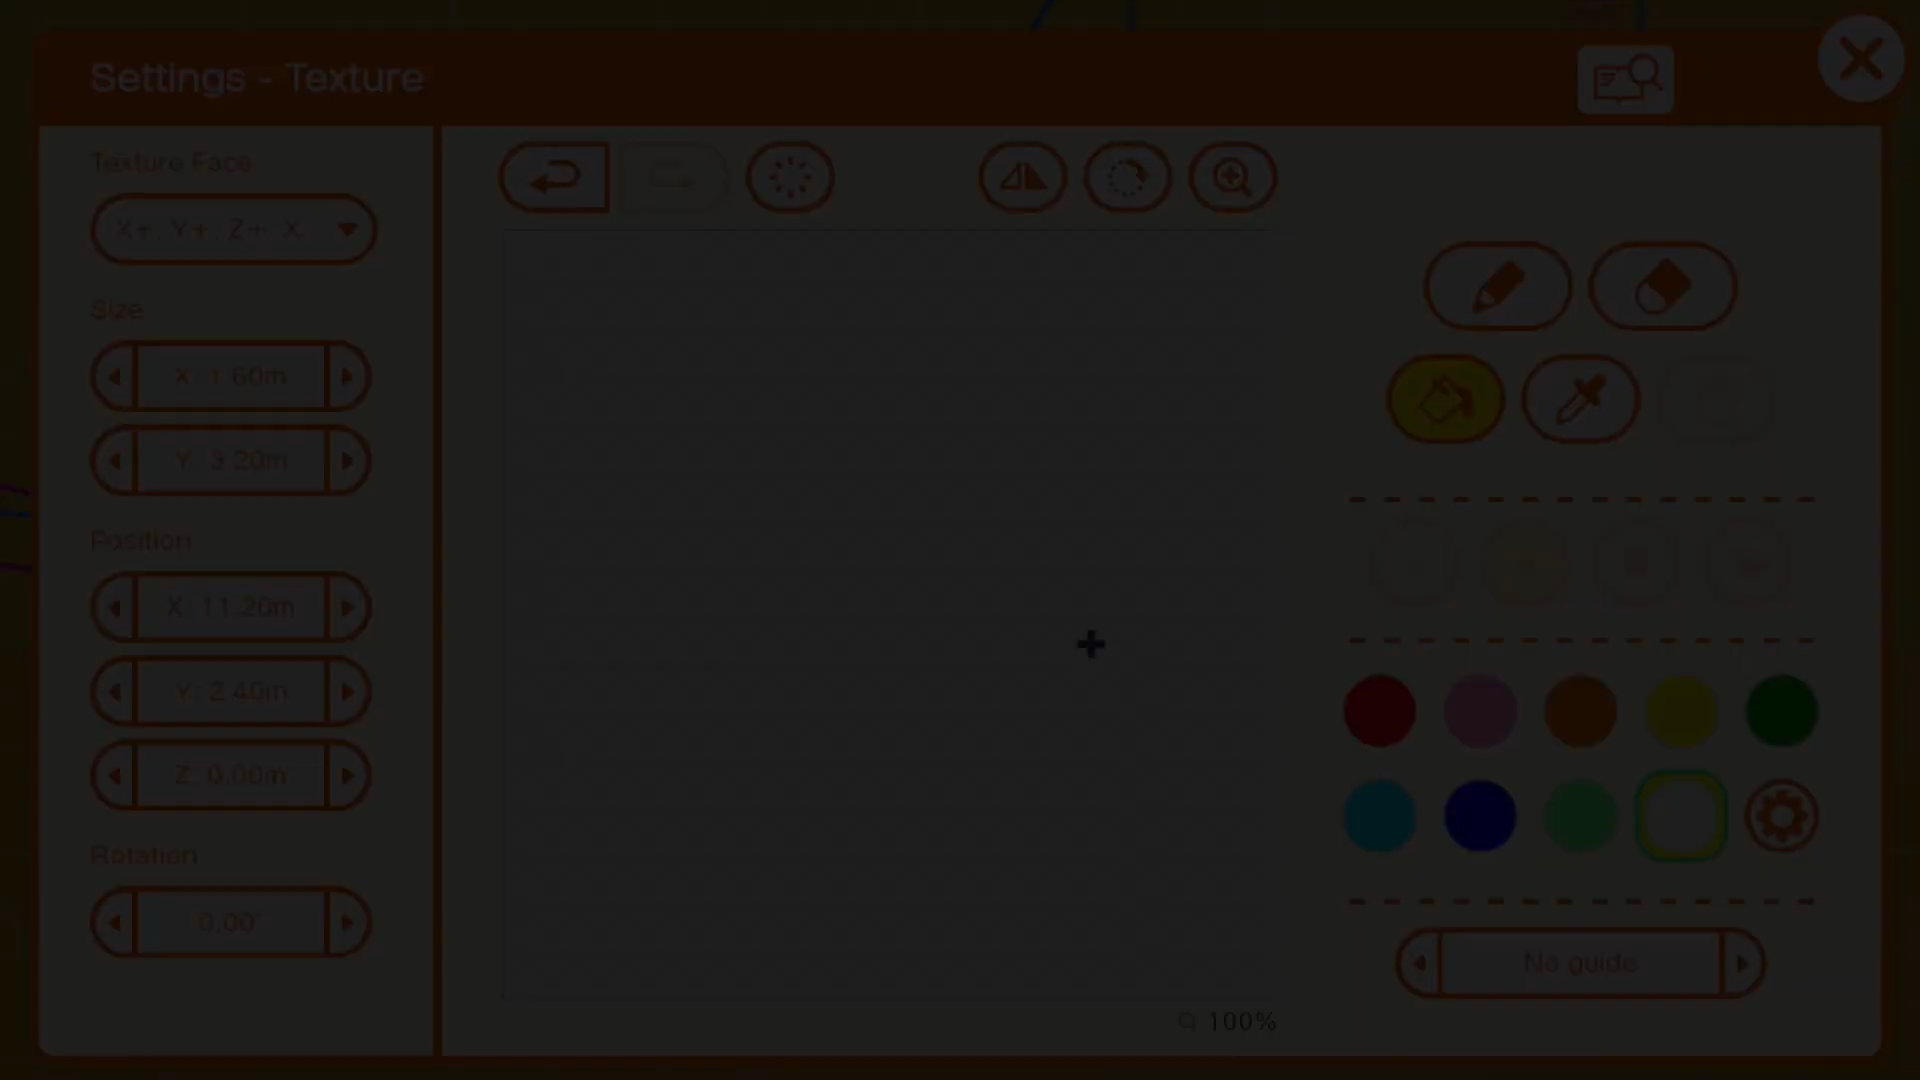 Settings - Texture
Texture Face
X+ Y+ Z+ X
Size
X: 1.60m
Y: 3.20m
Position
X: 11.20m
Y: 2.40m
Z: 0.00m
Rotation
0.00°
No guide
100%